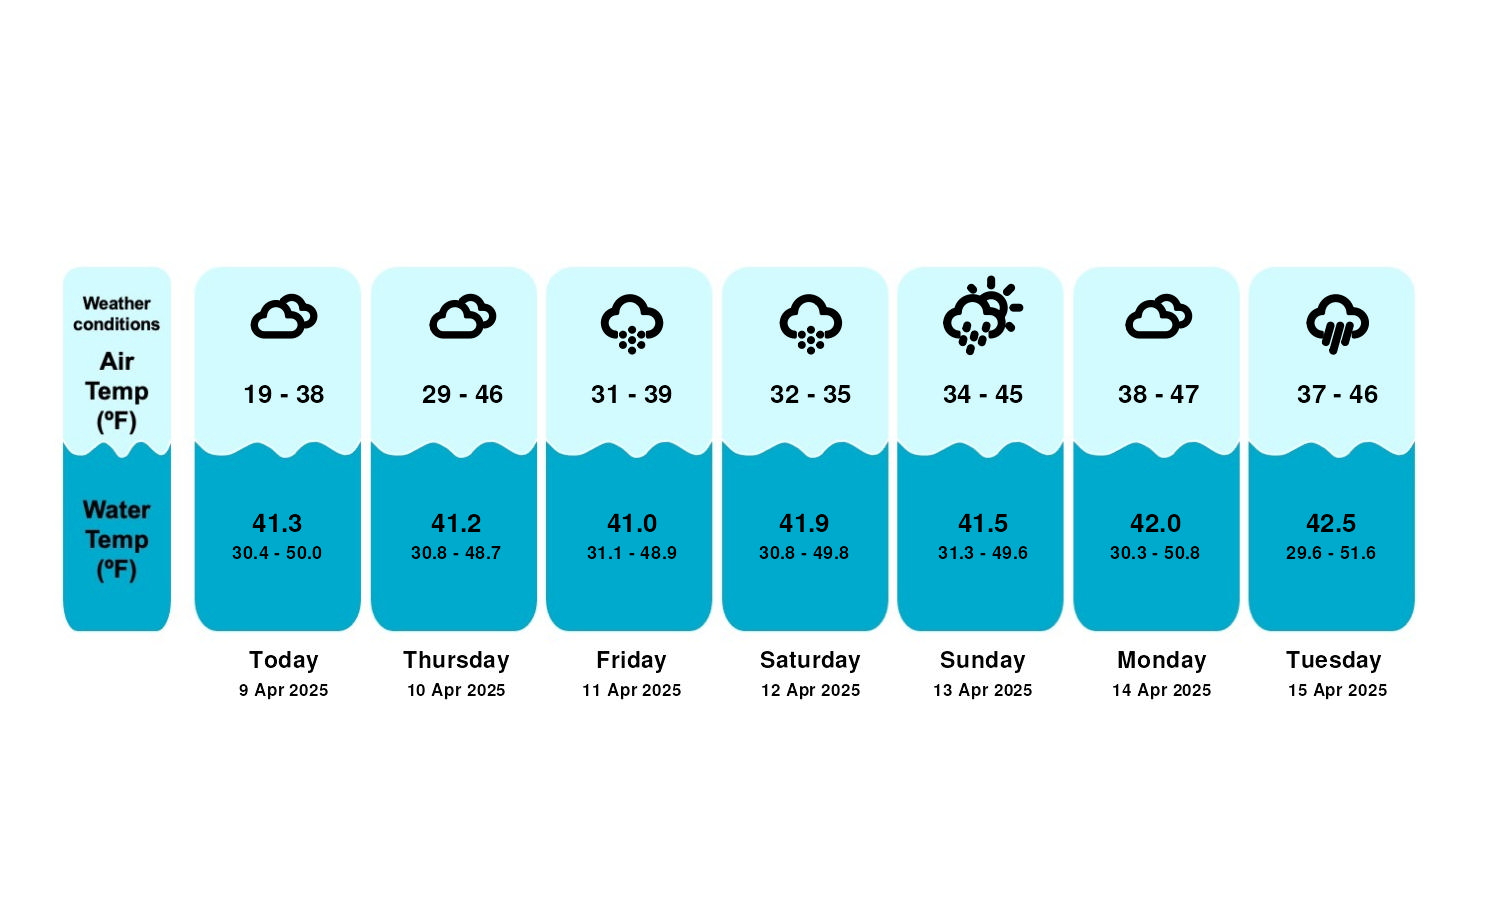 Weather
conditions
Air
Temp
(ºF)
19 - 38
29 - 46
31 - 39
32 - 35
34 - 45
38 - 47
37 - 46
Water
Temp
(ºF)
41.3
30.4 - 50.0
41.2
30.8 - 48.7
41.0
31.1 - 48.9
41.9
30.8 - 49.8
41.5
31.3 - 49.6
42.0
30.3 - 50.8
42.5
29.6 - 51.6
Today
9 Apr 2025
Thursday
10 Apr 2025
Friday
11 Apr 2025
Saturday
12 Apr 2025
Sunday
13 Apr 2025
Monday
14 Apr 2025
Tuesday
15 Apr 2025